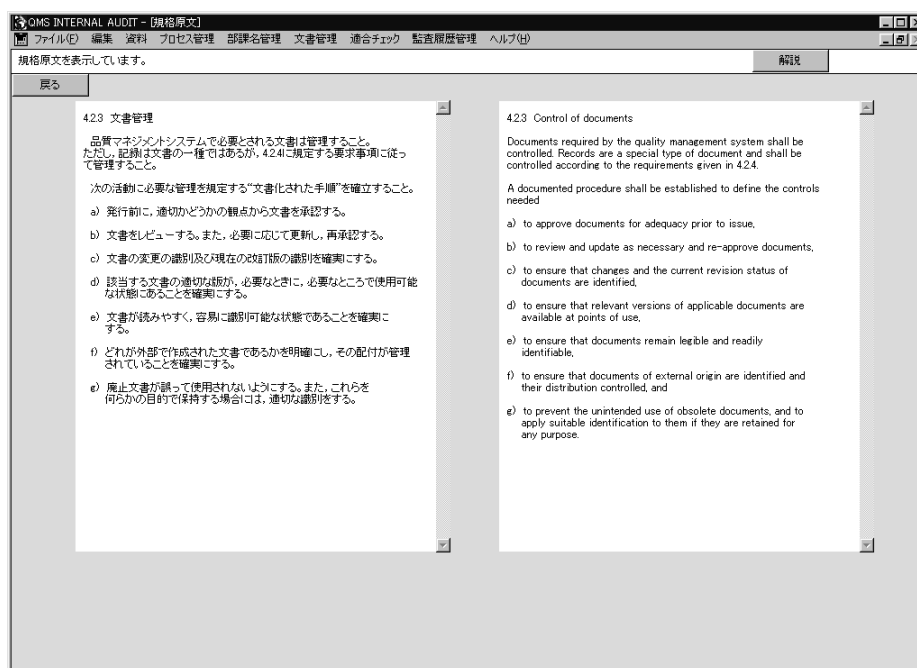 QMS INTERNAL AUDIT - [規格原文]
ファイル(F) 編集 資料 プロセス管理 部課名管理 文書管理 適合チェック 監査履歴管理 ヘルプ(H)
規格原文を表示しています。
解説
戻る
4.2.3 文書管理
品質マネジメントシステムで必要とされる文書は管理すること。
ただし, 記録は文書の一種ではあるが, 4.2.4に規定する要求事項に従っ
て管理すること。
次の活動に必要な管理を規定する“文書化された手順”を確立すること。
a) 発行前に, 適切かどうかの観点から文書を承認する。
b) 文書をレビューする。また, 必要に応じて更新し, 再承認する。
c) 文書の変更の識別及び現在の改訂版の識別を確実にする。
d) 該当する文書の適切な版が, 必要なときに, 必要なところで使用可能
な状態にあることを確実にする。
e) 文書が読みやすく, 容易に識別可能な状態であることを確実に
する。
f) どれが外部で作成された文書であるかを明確にし, その配付が管理
されていることを確実にする。
g) 廃止文書が誤って使用されないようにする。また, これらを
何らかの目的で保持する場合には, 適切な識別をする。
4.2.3 Control of documents
Documents required by the quality management system shall be
controlled. Records are a special type of document and shall be
controlled according to the requirements given in 4.2.4.
A documented procedure shall be established to define the controls
needed
a) to approve documents for adequacy prior to issue,
b) to review and update as necessary and re-approve documents,
c) to ensure that changes and the current revision status of
documents are identified,
d) to ensure that relevant versions of applicable documents are
available at points of use,
e) to ensure that documents remain legible and readily
identifiable,
f) to ensure that documents of external origin are identified and
their distribution controlled, and
g) to prevent the unintended use of obsolete documents, and to
apply suitable identification to them if they are retained for
any purpose.